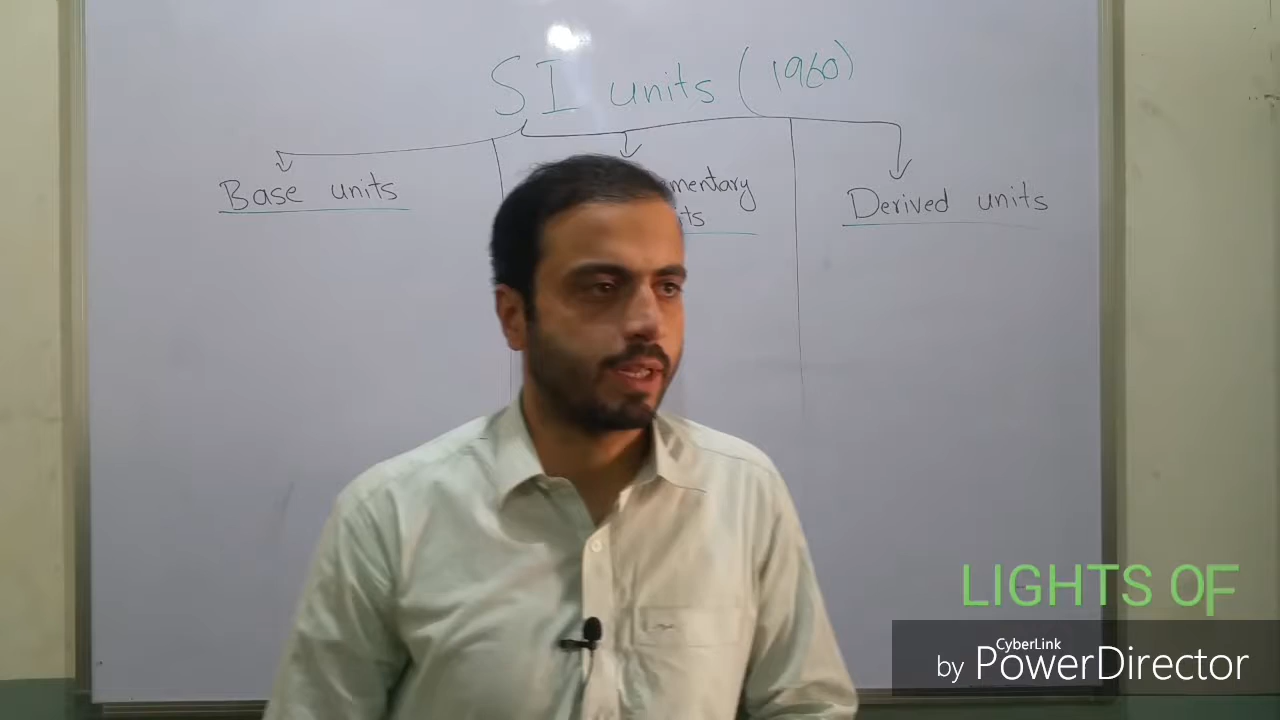 SI units (1960)
Base units
mentary
ts
Derived units
LIGHTS OF
CyberLink
by PowerDirector